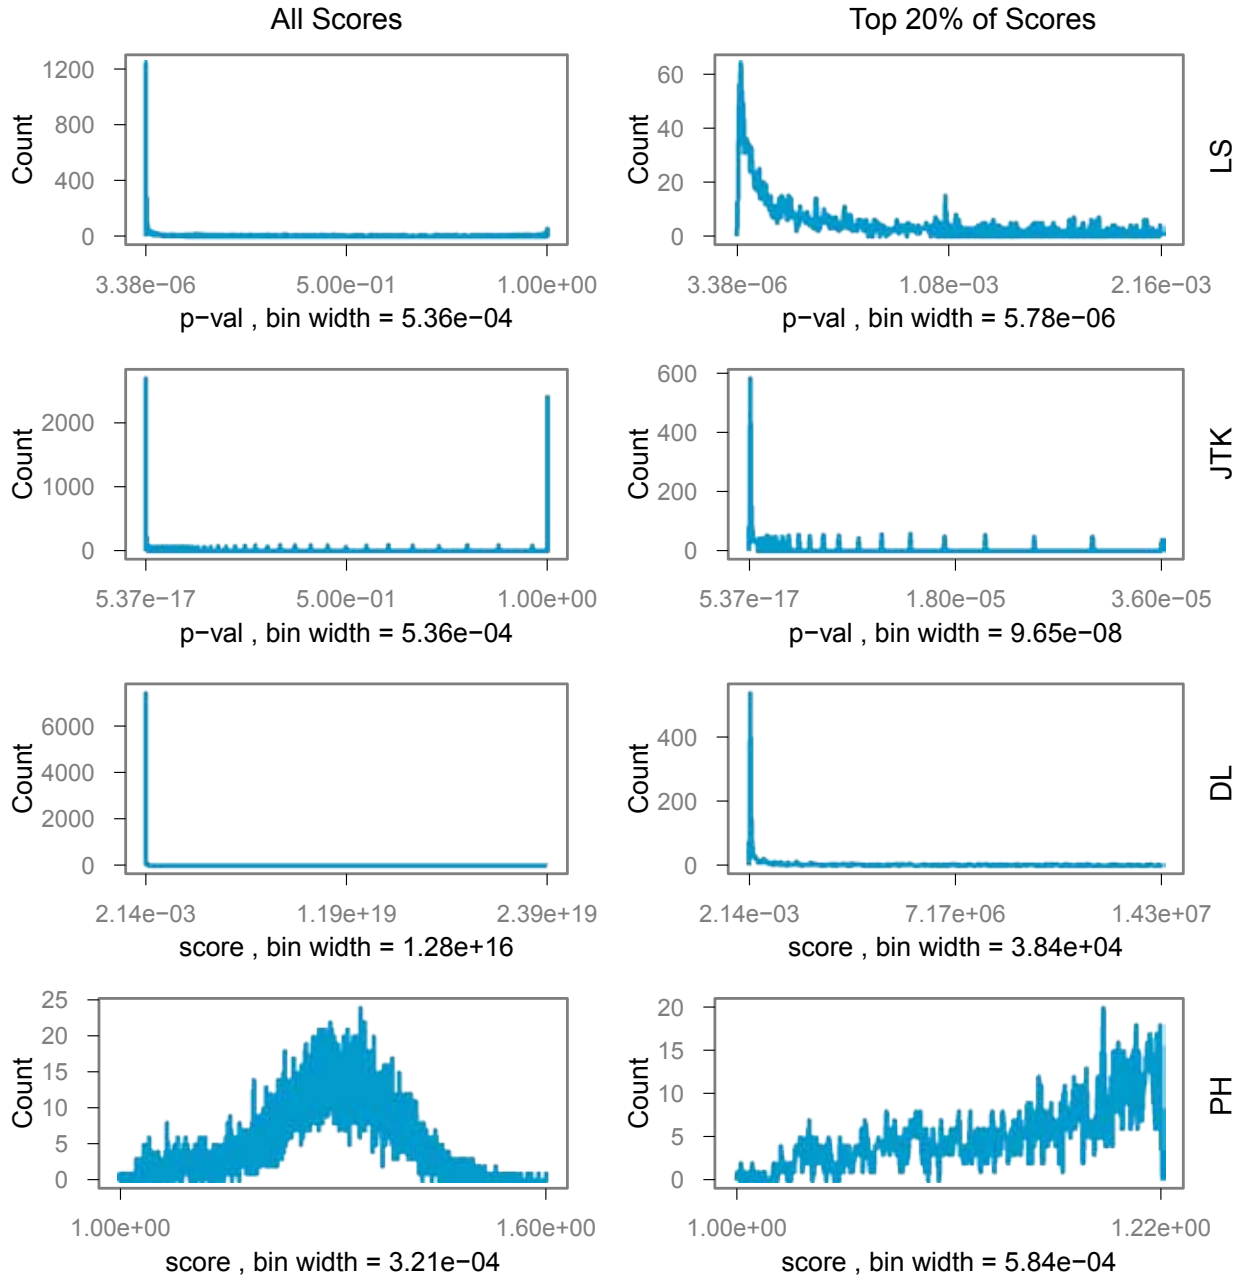 All Scores
Top 20% of Scores
1200
800
400
0
Count
3.38e−06 5.00e−01 1.00e+00
p−val , bin width = 5.36e−04
60
40
20
0
Count
3.38e−06 1.08e−03 2.16e−03
p−val , bin width = 5.78e−06
LS
2000
1000
0
Count
5.37e−17 5.00e−01 1.00e+00
p−val , bin width = 5.36e−04
600
400
200
0
Count
5.37e−17 1.80e−05 3.60e−05
p−val , bin width = 9.65e−08
JTK
6000
4000
2000
0
Count
2.14e−03 1.19e+19 2.39e+19
score , bin width = 1.28e+16
400
200
0
Count
2.14e−03 7.17e+06 1.43e+07
score , bin width = 3.84e+04
DL
25
20
15
10
5
0
Count
1.00e+00 1.60e+00
score , bin width = 3.21e−04
20
15
10
5
0
Count
1.00e+00 1.22e+00
score , bin width = 5.84e−04
PH